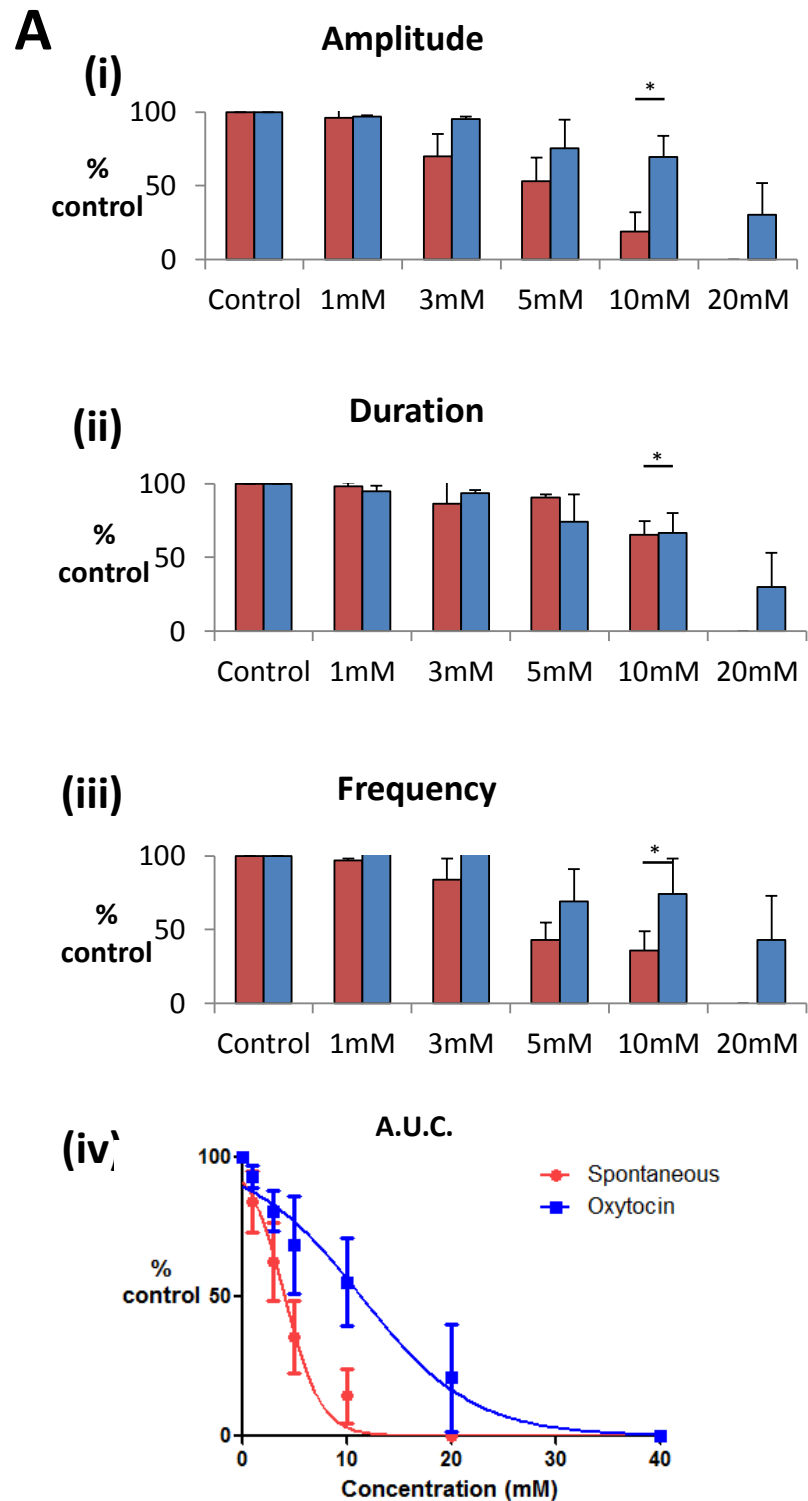 A
Amplitude
(i)
100
50
0
%
control
*
Control 1mM 3mM 5mM 10mM 20mM
Duration
(ii)
100
50
0
%
control
*
Control 1mM 3mM 5mM 10mM 20mM
Frequency
(iii)
100
50
0
%
control
*
Control 1mM 3mM 5mM 10mM 20mM
A.U.C.
(iv)
100
50
0
%
control
Spontaneous
Oxytocin
0 10 20 30 40
Concentration (mM)